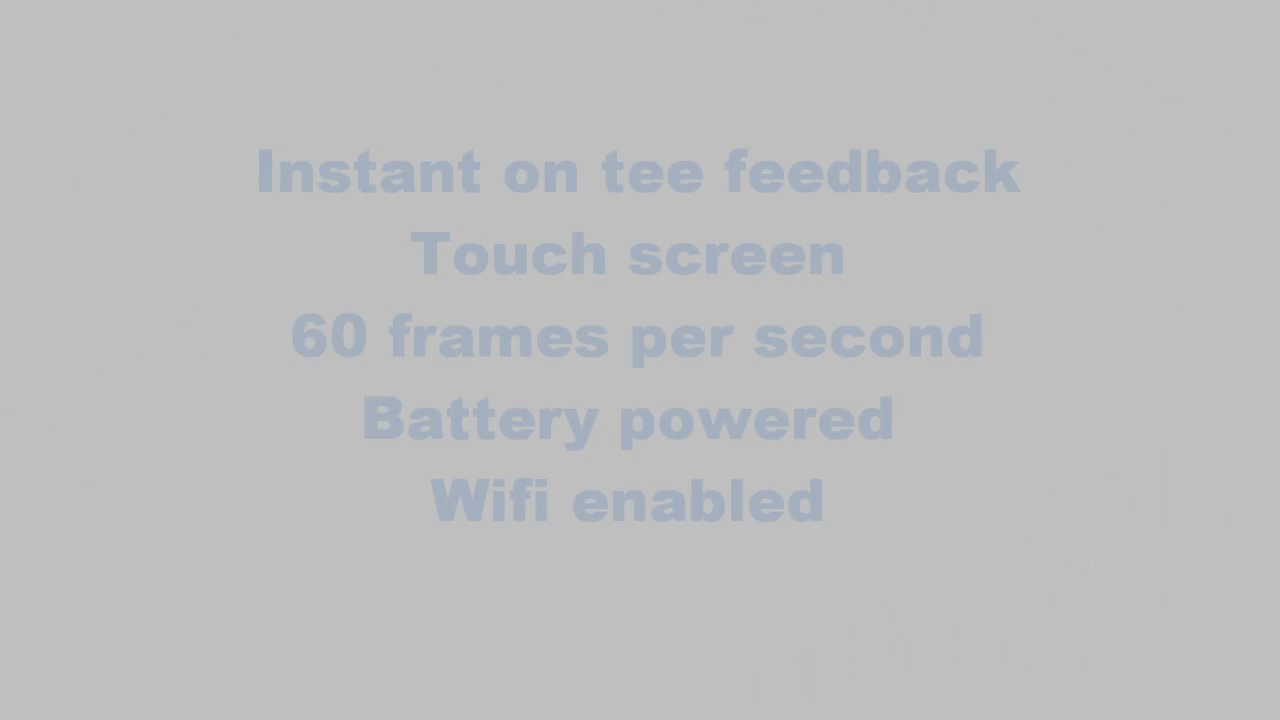 Instant on tee feedback
Touch screen
60 frames per second
Battery powered
Wifi enabled